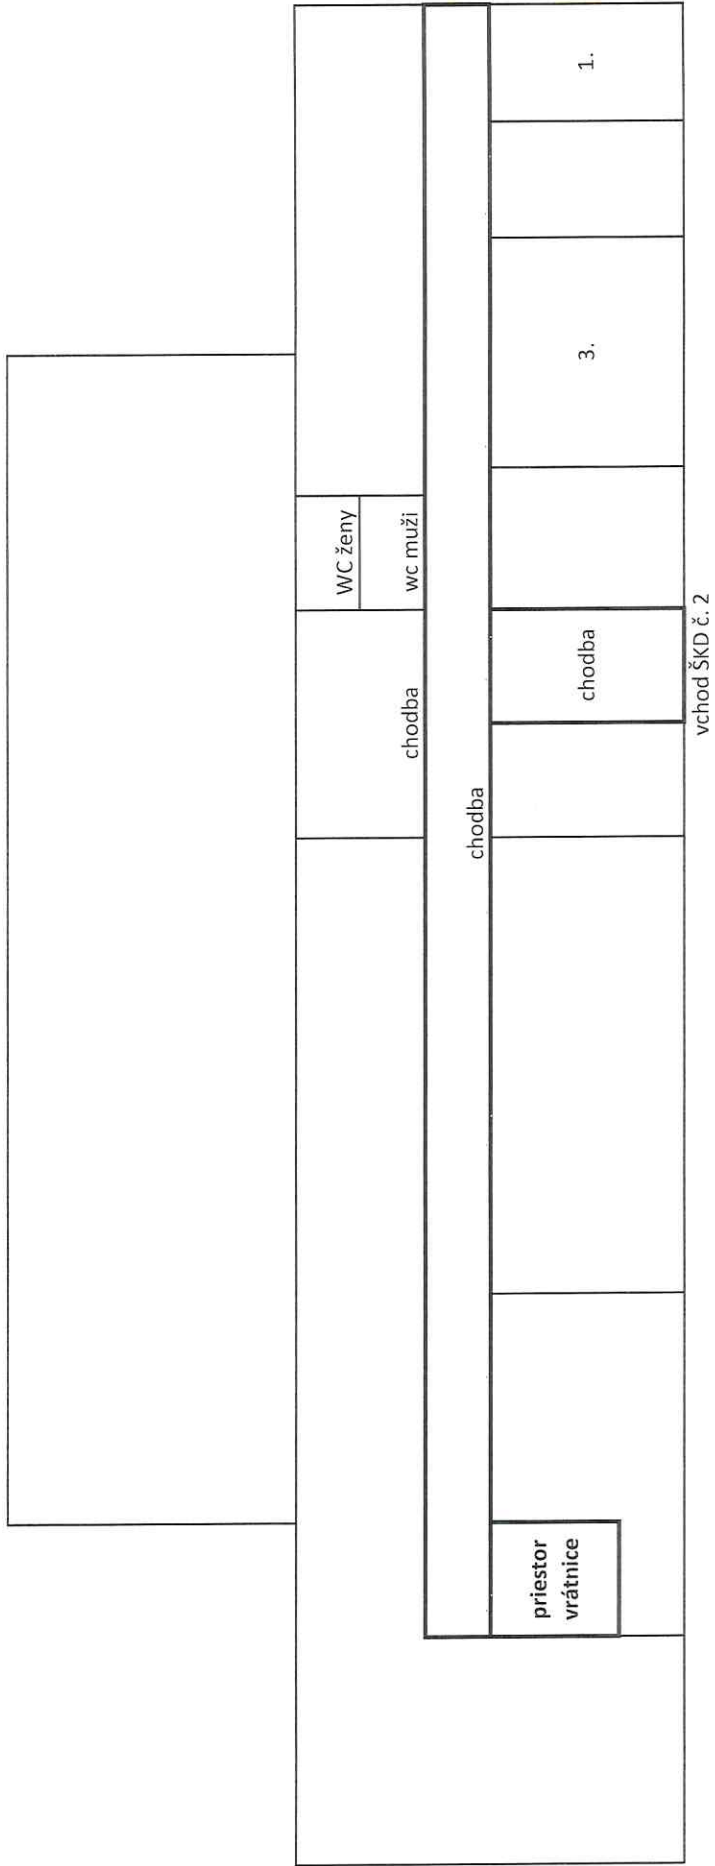 WC ženy
wc muži
chodba
chodba
priestor
vrátnice
chodba
3.
1.
vchod ŠKD č. 2